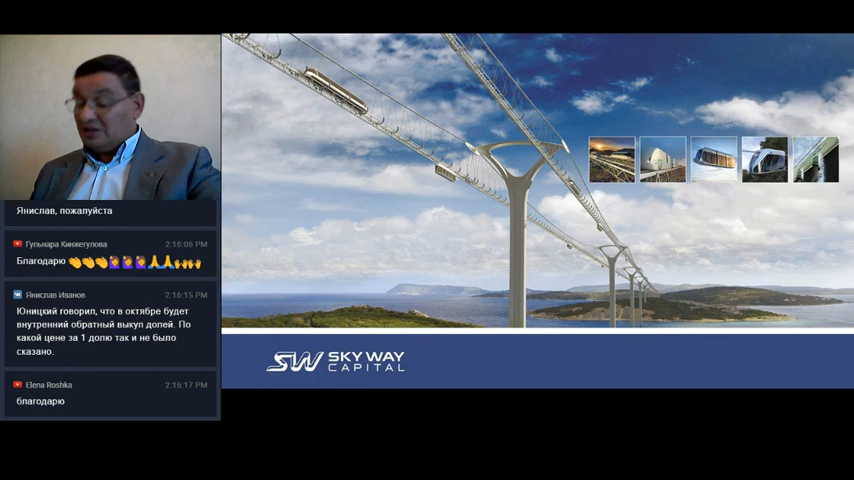 Янислав, пожалуйста
Гульнара Кинжегулова 2:16:06 PM
Благодарю 👏👏👏🙋‍♀️🙋‍♀️🙋‍♀️🙏🙏🙌🙌
Янислав Иванов 2:16:15 PM
Юницкий говорил, что в октябре будет
внутренний обратный выкуп долей. По
какой цене за 1 долю так и не было
сказано.
Elena Roshka 2:16:17 PM
благодарю
SW SKY WAY
CAPITAL